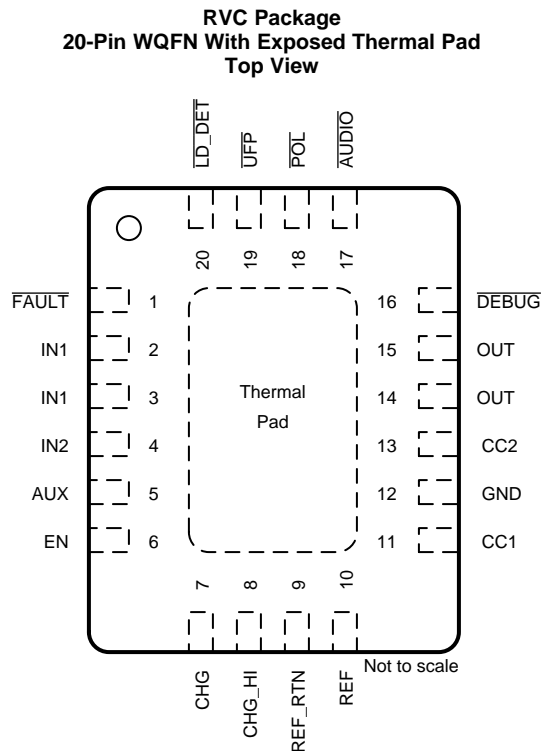 RVC Package
20-Pin WQFN With Exposed Thermal Pad
Top View
LD_DET
UFP
POL
AUDIO
20
19
18
17
FAULT 1
16 DEBUG
IN1 2
15 OUT
IN1 3
14 OUT
Thermal
Pad
IN2 4
13 CC2
AUX 5
12 GND
EN 6
11 CC1
7
8
9
10
CHG
CHG_HI
REF_RTN
REF
Not to scale